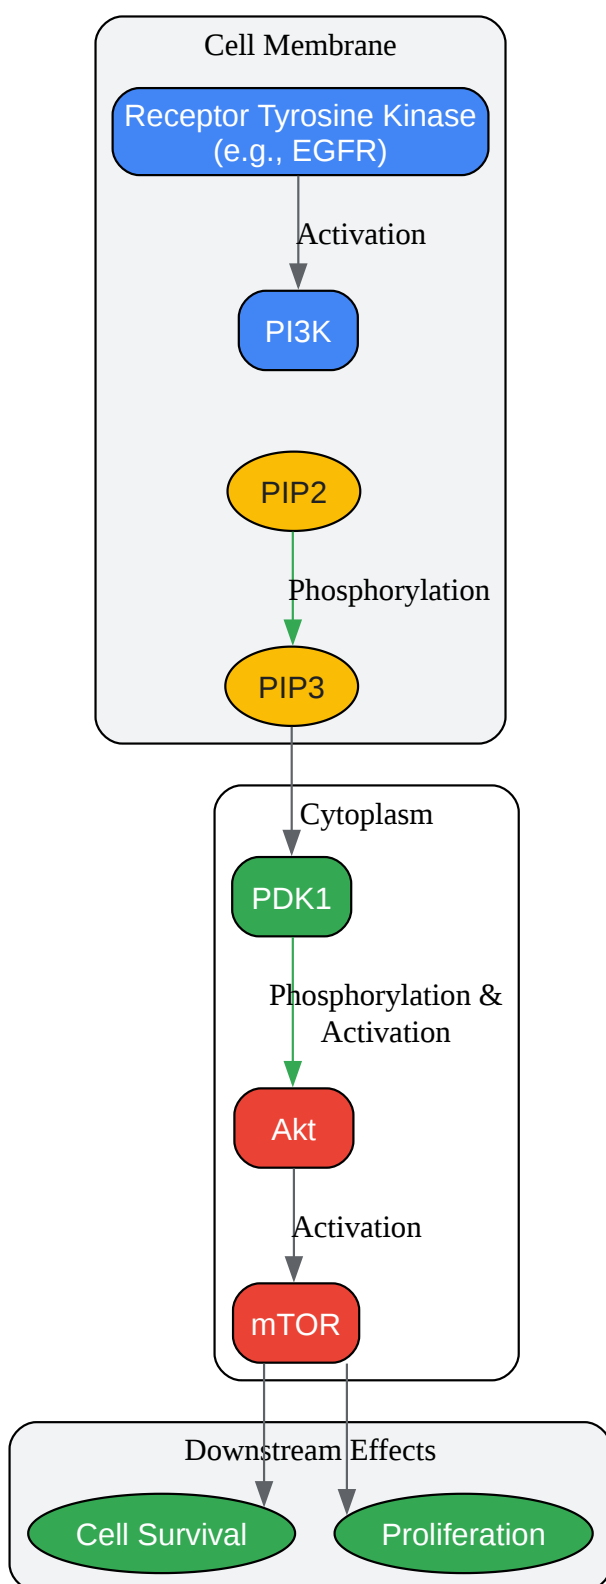 Cell Membrane
Receptor Tyrosine Kinase
(e.g., EGFR)
Activation
PI3K
PIP2
Phosphorylation
PIP3
Cytoplasm
PDK1
Phosphorylation &
Activation
Akt
Activation
mTOR
Downstream Effects
Cell Survival
Proliferation